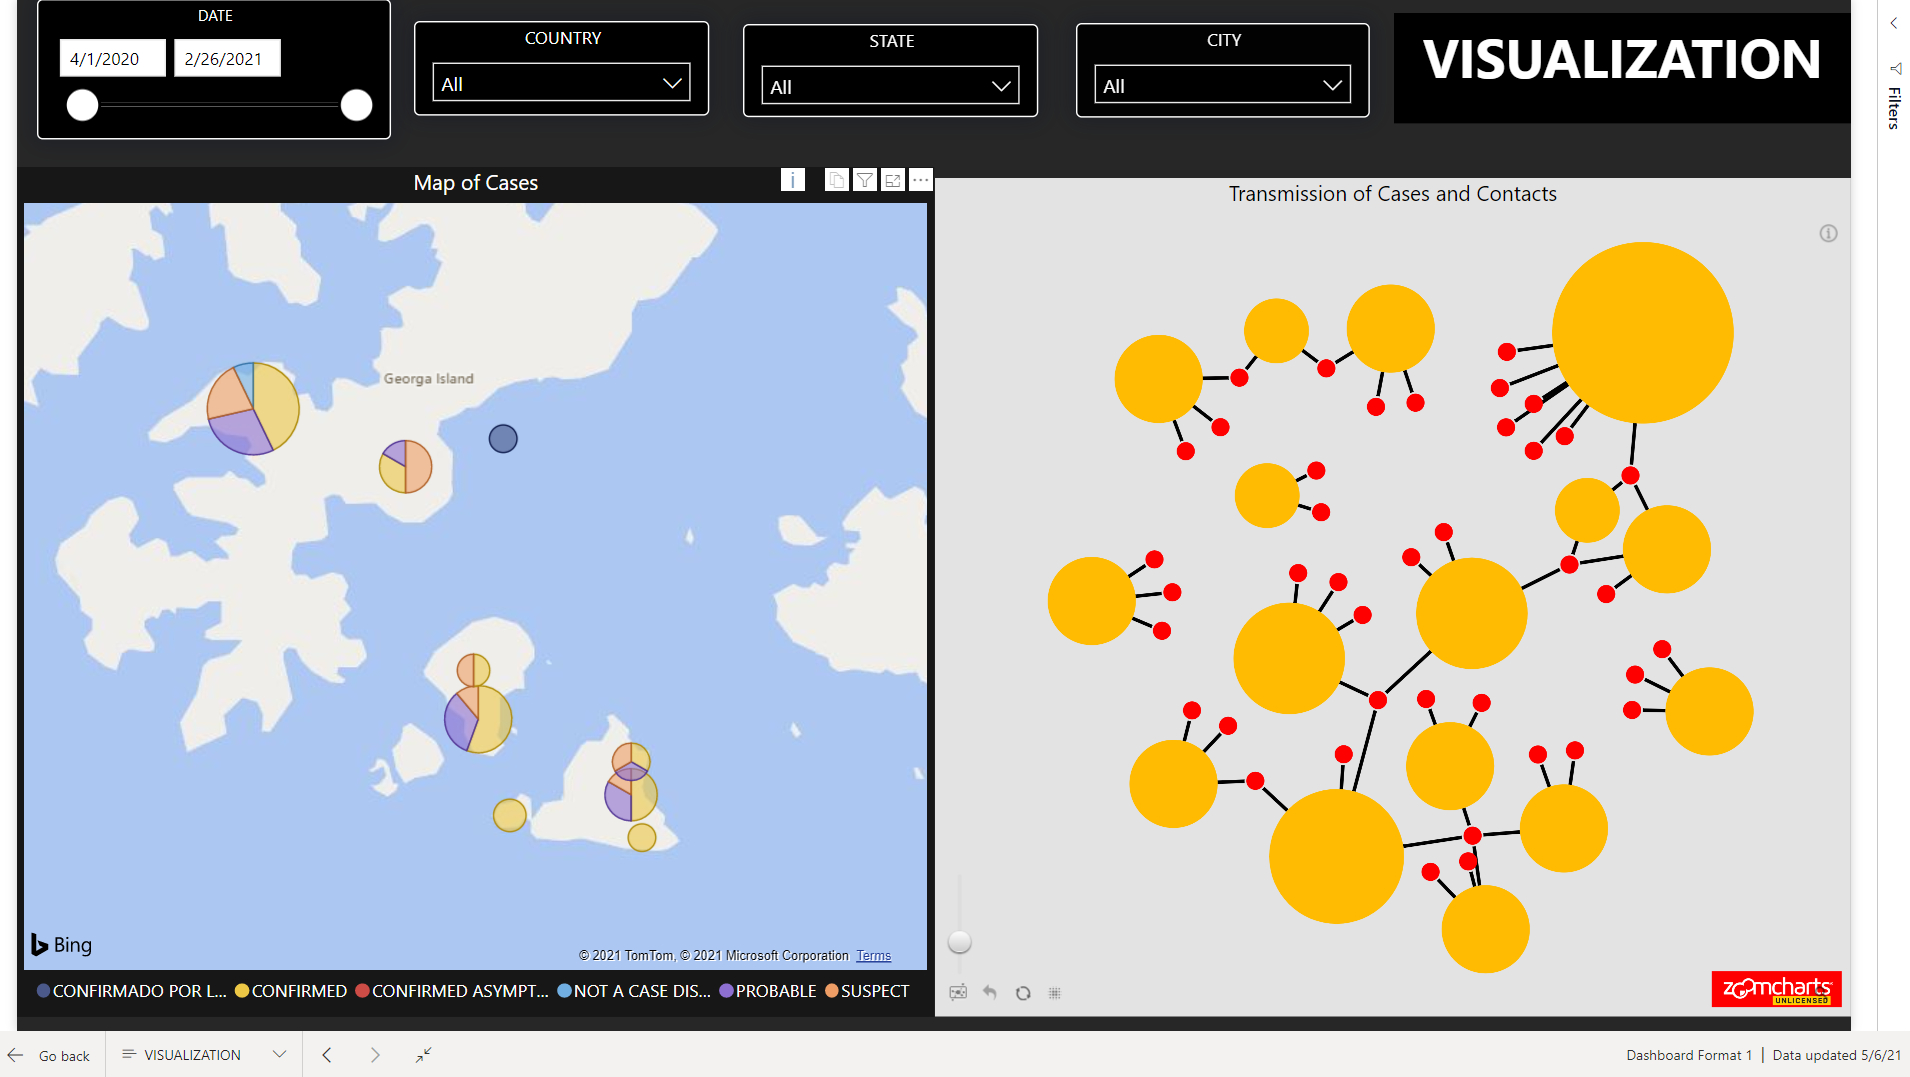 DATE
4/1/2020
2/26/2021
COUNTRY
All
STATE
All
CITY
All
VISUALIZATION
Filters
Map of Cases
Georga Island
Bing
© 2021 TomTom, © 2021 Microsoft Corporation Terms
CONFIRMADO POR L...
CONFIRMED
CONFIRMED ASYMPT...
NOT A CASE DIS...
PROBABLE
SUSPECT
Transmission of Cases and Contacts
zoomcharts
UNLICENSED
Go back
VISUALIZATION
Dashboard Format 1 | Data updated 5/6/21